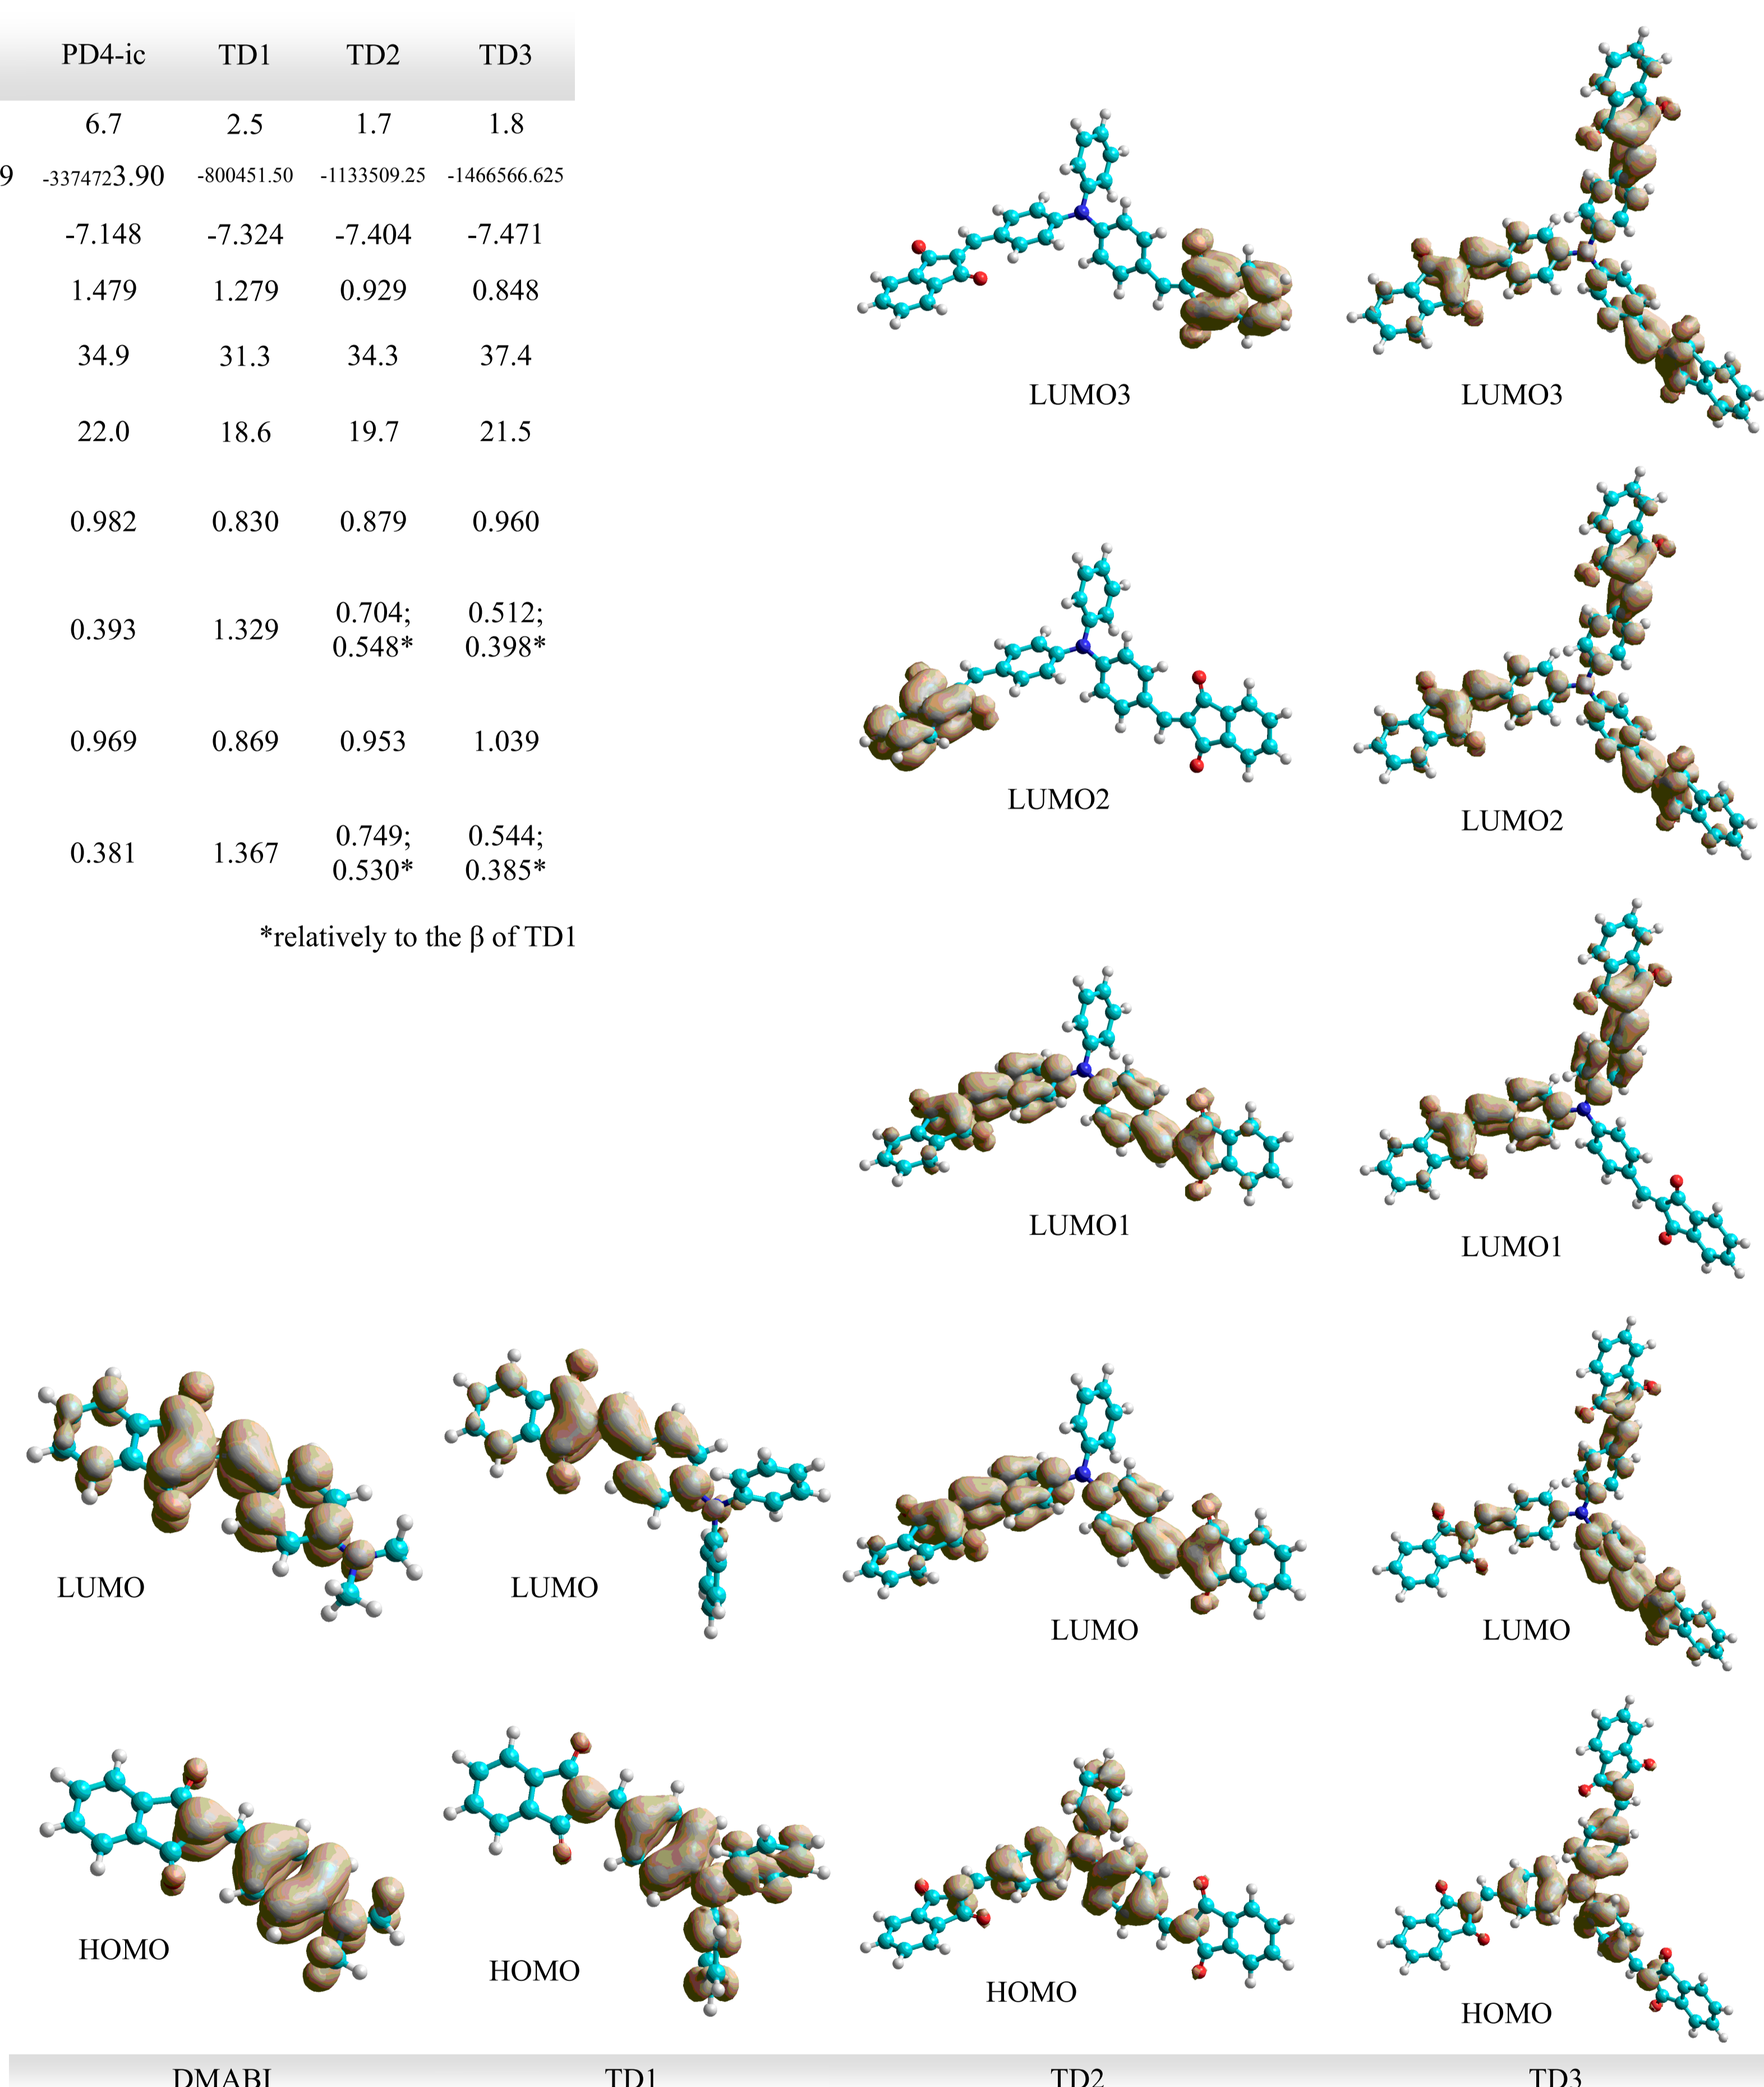 PD4-ic TD1 TD2 TD3
6.7 2.5 1.7 1.8
9 -3374723.90 -800451.50 -1133509.25 -1466566.625
-7.148 -7.324 -7.404 -7.471
1.479 1.279 0.929 0.848
34.9 31.3 34.3 37.4
22.0 18.6 19.7 21.5
0.982 0.830 0.879 0.960
0.393 1.329 0.704; 0.512;
0.548* 0.398*
0.969 0.869 0.953 1.039
0.381 1.367 0.749; 0.544;
0.530* 0.385*
*relatively to the β of TD1
LUMO3 LUMO3
LUMO2 LUMO2
LUMO1 LUMO1
LUMO LUMO LUMO LUMO
HOMO HOMO HOMO HOMO
DMABI TD1 TD2 TD3